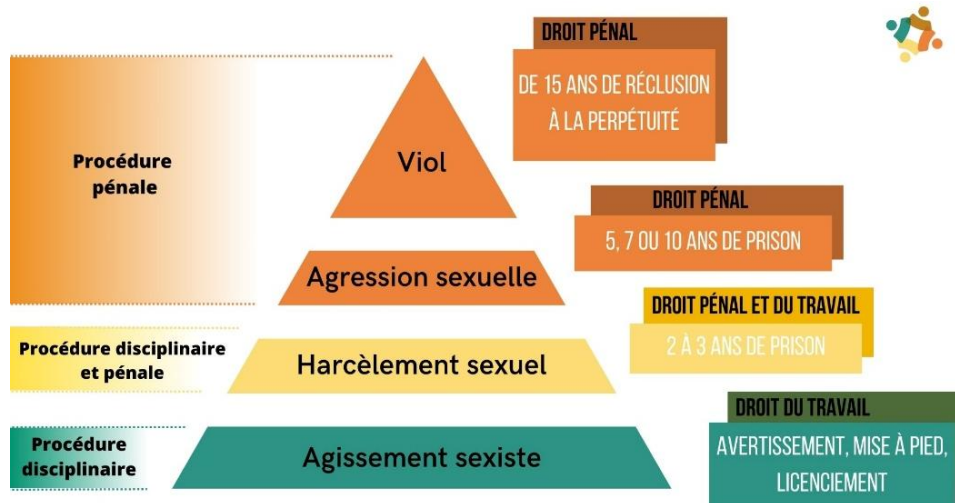 DROIT PÉNAL
DE 15 ANS DE RÉCLUSION
À LA PERPÉTUITÉ
Procédure
pénale
Viol
DROIT PÉNAL
5, 7 OU 10 ANS DE PRISON
Agression sexuelle
DROIT PÉNAL ET DU TRAVAIL
2 À 3 ANS DE PRISON
Procédure disciplinaire
et pénale
Harcèlement sexuel
DROIT DU TRAVAIL
AVERTISSEMENT, MISE À PIED,
LICENCIEMENT
Procédure
disciplinaire
Agissement sexiste